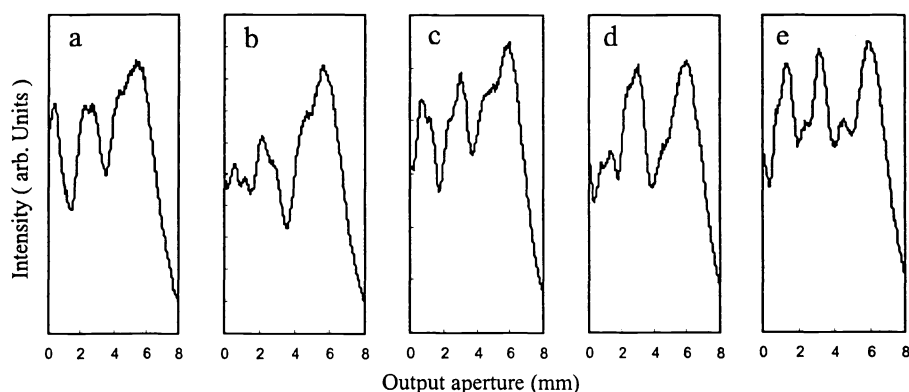 a b c d e
Intensity ( arb. Units )
0 2 4 6 8 0 2 4 6 8 0 2 4 6 8 0 2 4 6 8 0 2 4 6 8
Output aperture (mm)